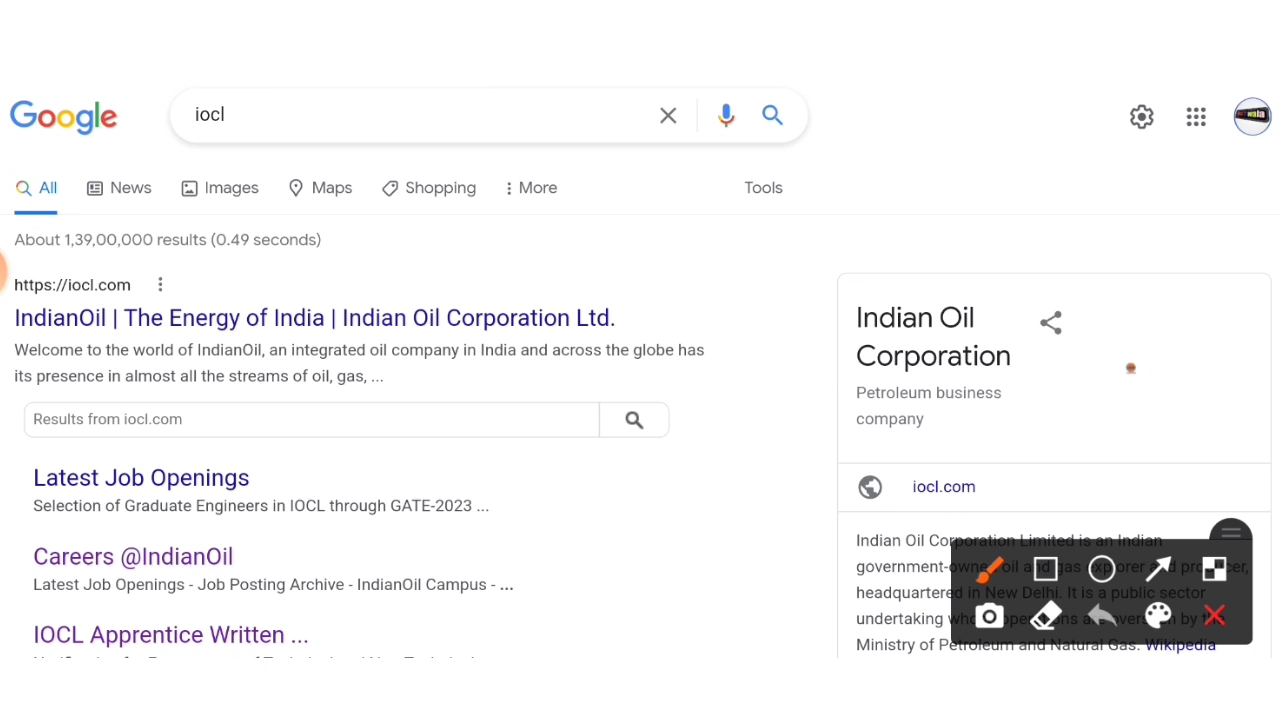 Google
iocl
All
News
Images
Maps
Shopping
More
Tools
About 1,39,00,000 results (0.49 seconds)
https://iocl.com
IndianOil | The Energy of India | Indian Oil Corporation Ltd.
Welcome to the world of IndianOil, an integrated oil company in India and across the globe has
its presence in almost all the streams of oil, gas, ...
Results from iocl.com
Latest Job Openings
Selection of Graduate Engineers in IOCL through GATE-2023 ...
Careers @IndianOil
Latest Job Openings - Job Posting Archive - IndianOil Campus - ...
IOCL Apprentice Written ...
Indian Oil
Corporation
Petroleum business
company
iocl.com
Indian Oil Corporation Limited is an Indian
government-owned oil and gas explorer and producer,
headquartered in New Delhi. It is a public sector
undertaking whose operations are overseen by the
Ministry of Petroleum and Natural Gas. Wikipedia